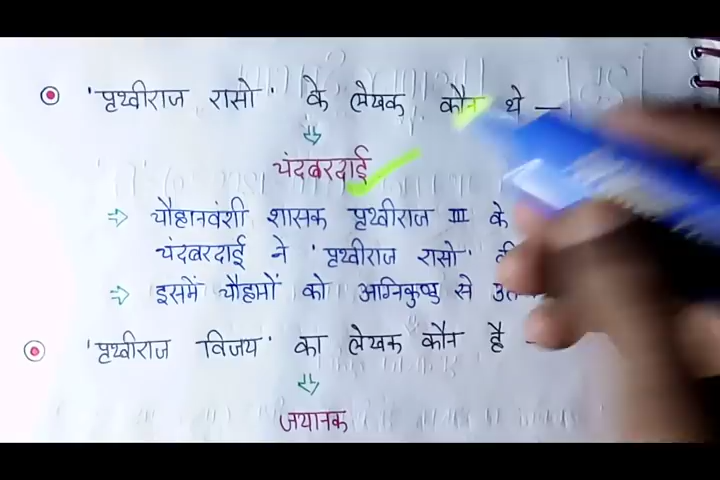 'पृथ्वीराज रासो' के लेखक कौन थे –
चंदबरदाई
⇒ चौहानवंशी शासक पृथ्वीराज III के
चंदबरदाई ने 'पृथ्वीराज रासो'
⇒ इसमें चौहानों को अग्निकुण्ड से
'पृथ्वीराज विजय' का लेखक कौन है -
जयानक